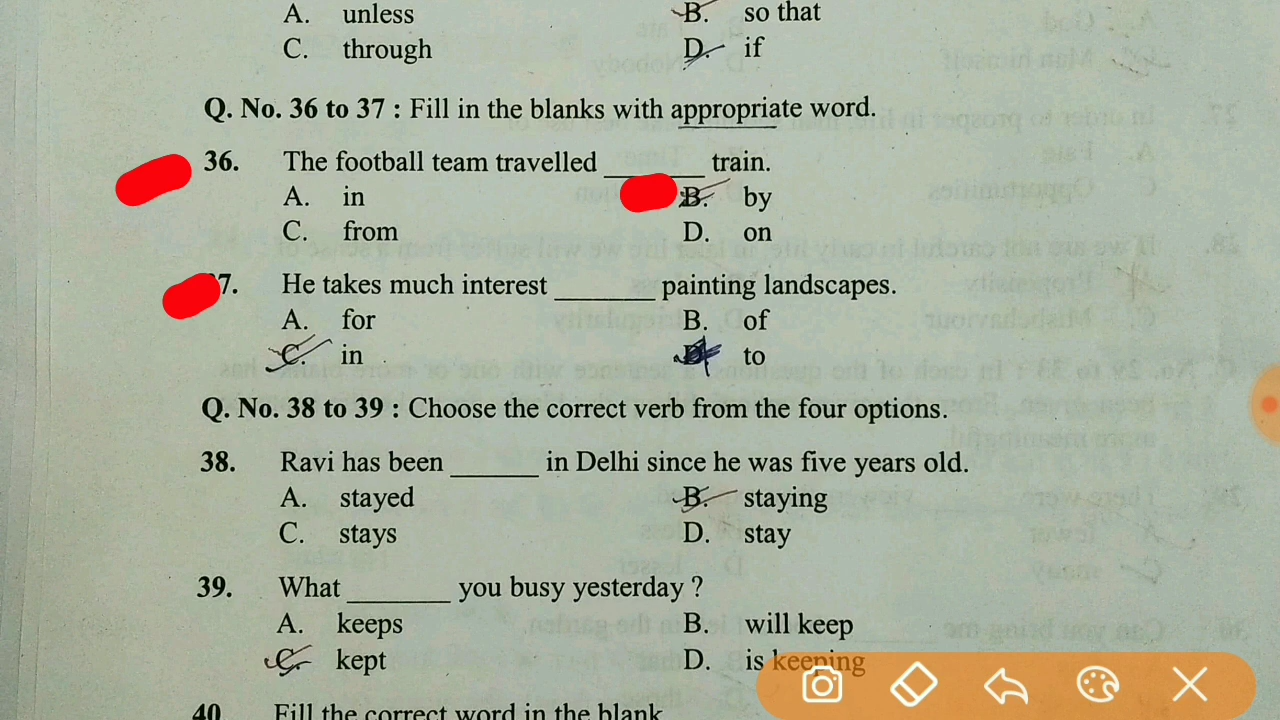 A. unless B. so that
C. through D. if
Q. No. 36 to 37 : Fill in the blanks with appropriate word.
36. The football team travelled _______ train.
A. in B. by
C. from D. on
7. He takes much interest _______ painting landscapes.
A. for B. of
C. in D. to
Q. No. 38 to 39 : Choose the correct verb from the four options.
38. Ravi has been ______ in Delhi since he was five years old.
A. stayed B. staying
C. stays D. stay
39. What _______ you busy yesterday ?
A. keeps B. will keep
C. kept D. is keeping
40 Fill the correct word in the blank